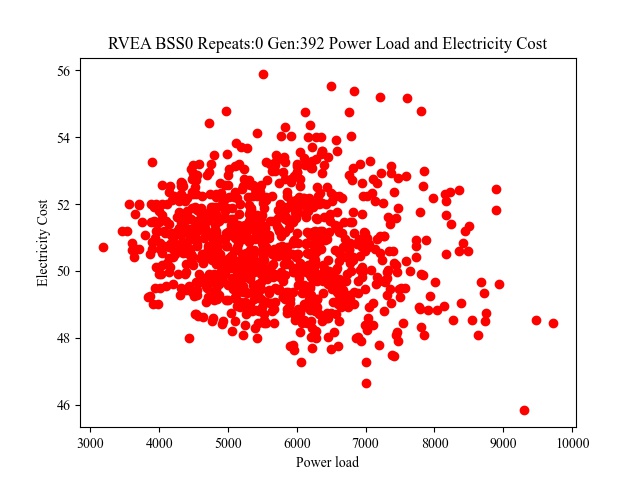 RVEA BSS0 Repeats:0 Gen:392 Power Load and Electricity Cost
56
54
52
50
48
46
Electricity Cost
3000 4000 5000 6000 7000 8000 9000 10000
Power load